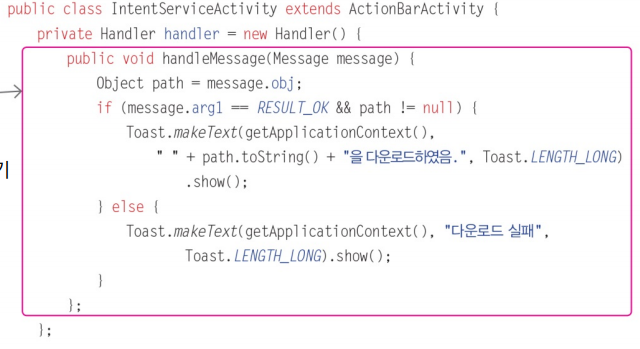 public class IntentServiceActivity extends ActionBarActivity {
private Handler handler = new Handler() {
public void handleMessage(Message message) {
Object path = message.obj;
if (message.arg1 == RESULT_OK && path != null) {
Toast.makeText(getApplicationContext(),
" " + path.toString() + "을 다운로드하였음.", Toast.LENGTH_LONG)
.show();
} else {
Toast.makeText(getApplicationContext(), "다운로드 실패",
Toast.LENGTH_LONG).show();
}
};
};